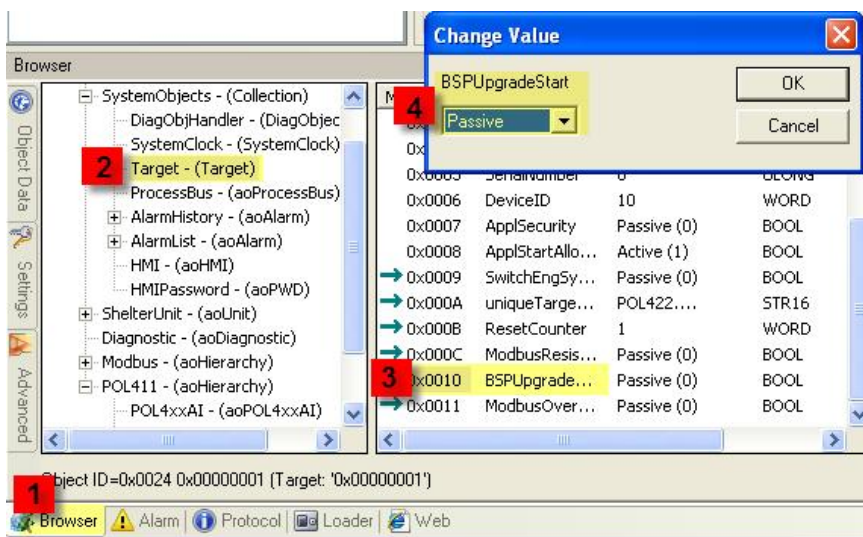 Change Value
BSPUpgradeStart
4
Passive
OK
Cancel
Browser
Object Data
Settings
Advanced
SystemObjects - (Collection)
DiagObjHandler - (DiagObjec
SystemClock - (SystemClock)
2
Target - (Target)
ProcessBus - (aoProcessBus)
AlarmHistory - (aoAlarm)
AlarmList - (aoAlarm)
HMI - (aoHMI)
HMIPassword - (aoPWD)
ShelterUnit - (aoUnit)
Diagnostic - (aoDiagnostic)
Modbus - (aoHierarchy)
POL411 - (aoHierarchy)
POL4xxAI - (aoPOL4xxAI)
0x0005 SerialNumber 0 ULONG
0x0006 DeviceID 10 WORD
0x0007 ApplSecurity Passive (0) BOOL
0x0008 ApplStartAllo... Active (1) BOOL
0x0009 SwitchEngSy... Passive (0) BOOL
0x000A uniqueTarge... POL422.... STR16
0x000B ResetCounter 1 WORD
0x000C ModbusResis... Passive (0) BOOL
3
0x0010 BSPUpgrade... Passive (0) BOOL
0x0011 ModbusOver... Passive (0) BOOL
Object ID=0x0024 0x00000001 (Target: '0x00000001')
1
Browser Alarm Protocol Loader Web